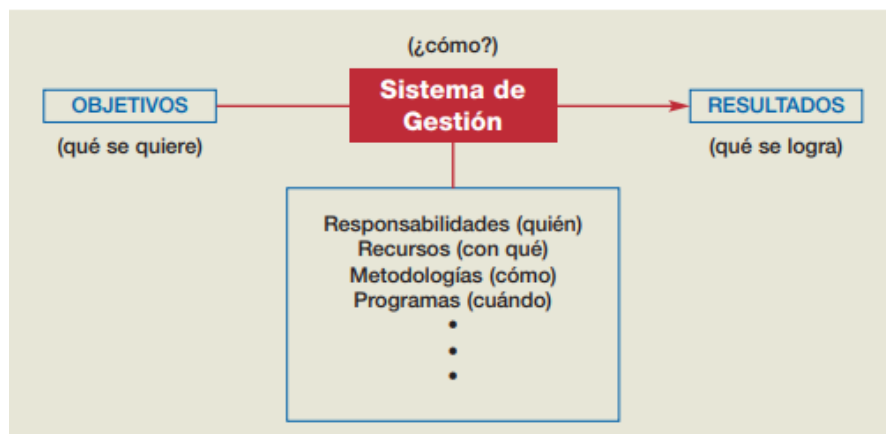 (¿cómo?)
OBJETIVOS
Sistema de
Gestión
RESULTADOS
(qué se quiere)
(qué se logra)
Responsabilidades (quién)
Recursos (con qué)
Metodologías (cómo)
Programas (cuándo)
•
•
•